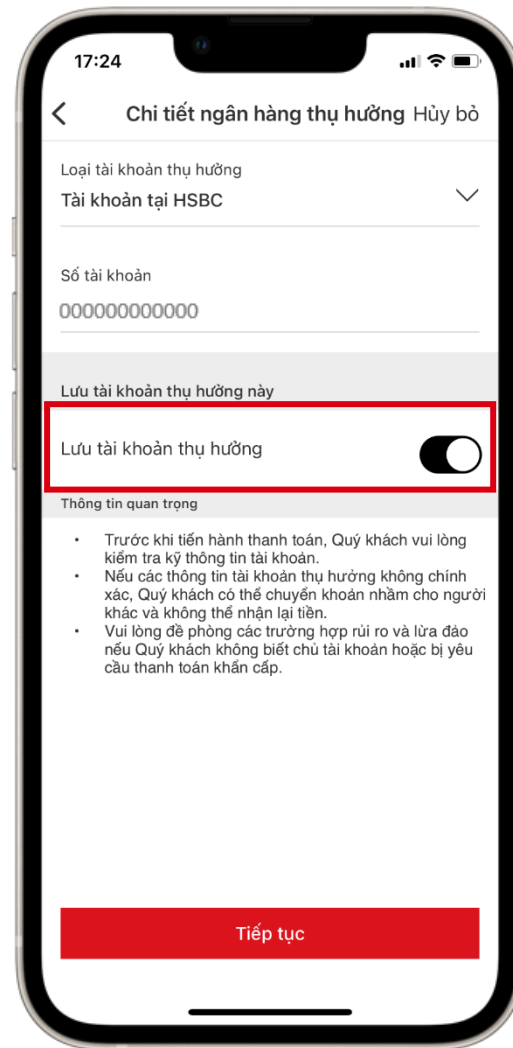 17:24
Chi tiết ngân hàng thụ hưởng Hủy bỏ
Loại tài khoản thụ hưởng
Tài khoản tại HSBC
Số tài khoản
000000000000
Lưu tài khoản thụ hưởng này
Lưu tài khoản thụ hưởng
Thông tin quan trọng
• Trước khi tiến hành thanh toán, Quý khách vui lòng
kiểm tra kỹ thông tin tài khoản.
• Nếu các thông tin tài khoản thụ hưởng không chính
xác, Quý khách có thể chuyển khoản nhầm cho người
khác và không thể nhận lại tiền.
• Vui lòng đề phòng các trường hợp rủi ro và lừa đảo
nếu Quý khách không biết chủ tài khoản hoặc bị yêu
cầu thanh toán khẩn cấp.
Tiếp tục